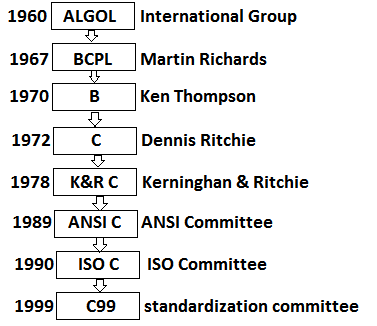 1960 ALGOL International Group
1967 BCPL Martin Richards
1970 B Ken Thompson
1972 C Dennis Ritchie
1978 K&R C Kerninghan & Ritchie
1989 ANSI C ANSI Committee
1990 ISO C ISO Committee
1999 C99 standardization committee